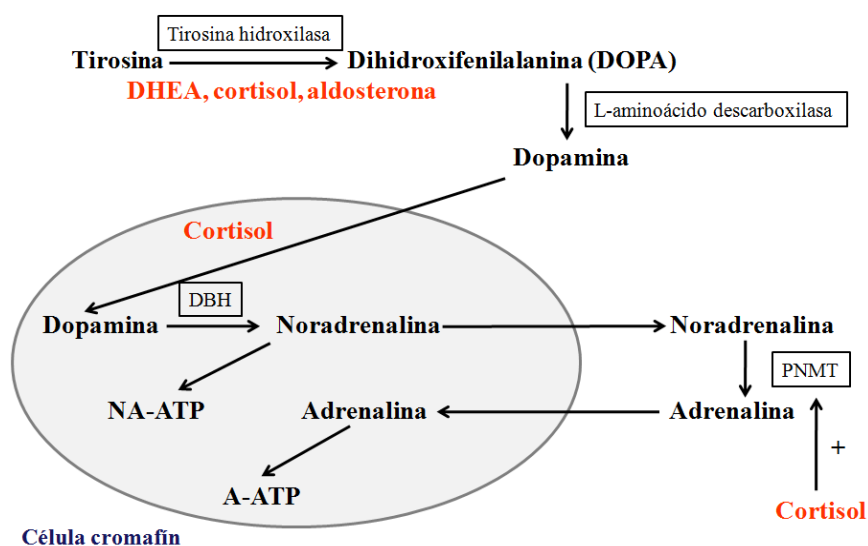 Tirosina hidroxilasa
Tirosina
Dihidroxifenilalanina (DOPA)
DHEA, cortisol, aldosterona
L-aminoácido descarboxilasa
Dopamina
Cortisol
DBH
Dopamina
Noradrenalina
Noradrenalina
PNMT
NA-ATP
Adrenalina
Adrenalina
+
A-ATP
Cortisol
Célula cromafín